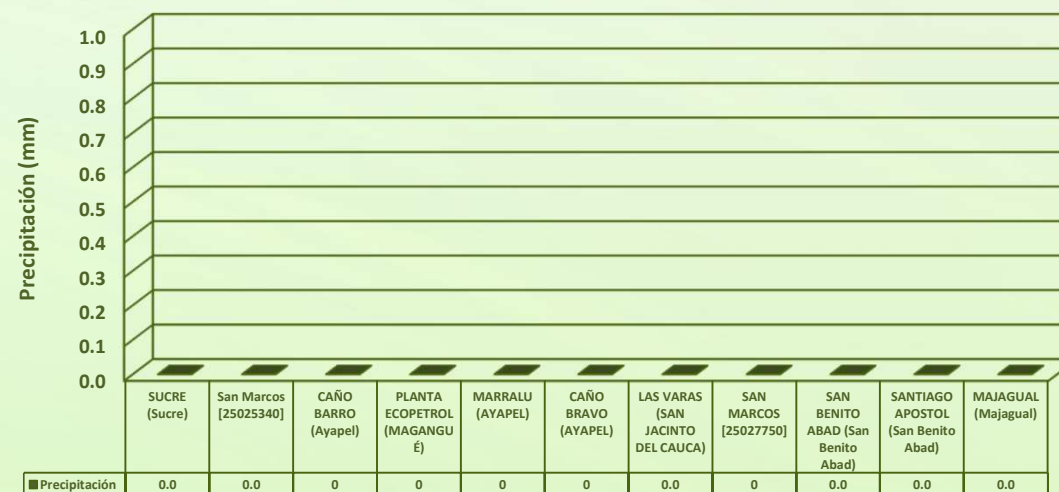 Precipitación (mm)
1.0
0.9
0.8
0.7
0.6
0.5
0.4
0.3
0.2
0.1
0.0
SUCRE
(Sucre)
San Marcos
[25025340]
CAÑO
BARRO
(Ayapel)
PLANTA
ECOPETROL
(MAGANGU
É)
MARRALU
(AYAPEL)
CAÑO
BRAVO
(AYAPEL)
LAS VARAS
(SAN
JACINTO
DEL CAUCA)
SAN
MARCOS
[25027750]
SAN
BENITO
ABAD (San
Benito
Abad)
SANTIAGO
APOSTOL
(San Benito
Abad)
MAJAGUAL
(Majagual)
Precipitación 0.0 0.0 0 0 0 0 0.0 0 0.0 0.0 0.0